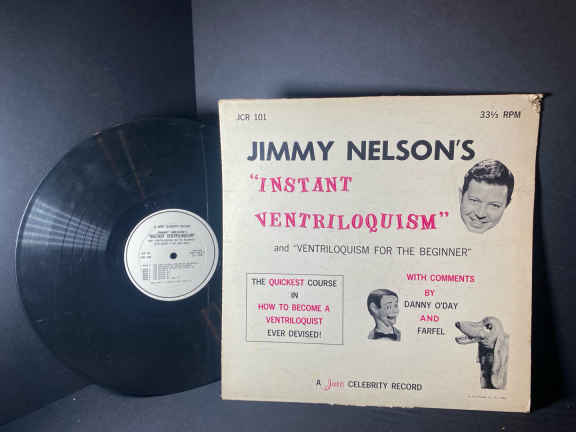 JCR 101
33⅓ RPM
JIMMY NELSON'S
"INSTANT
VENTRILOQUISM"
and "VENTRILOQUISM FOR THE BEGINNER"
THE QUICKEST COURSE
IN
HOW TO BECOME A
VENTRILOQUIST
EVER DEVISED!
WITH COMMENTS
BY
DANNY O'DAY
AND
FARFEL
A Juro CELEBRITY RECORD